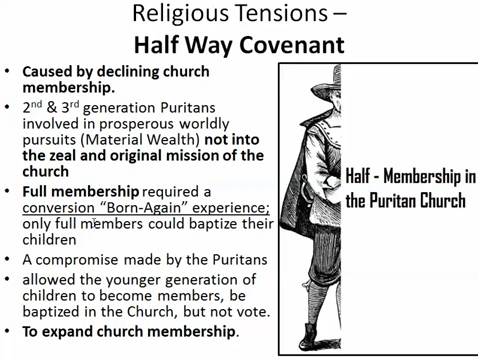 Religious Tensions –
Half Way Covenant
• Caused by declining church
membership.
• 2nd & 3rd generation Puritans
involved in prosperous worldly
pursuits (Material Wealth) not into
the zeal and original mission of the
church
• Full membership required a
conversion “Born-Again” experience;
only full members could baptize their
children
• A compromise made by the Puritans
• allowed the younger generation of
children to become members, be
baptized in the Church, but not vote.
• To expand church membership.
Half - Membership in
the Puritan Church